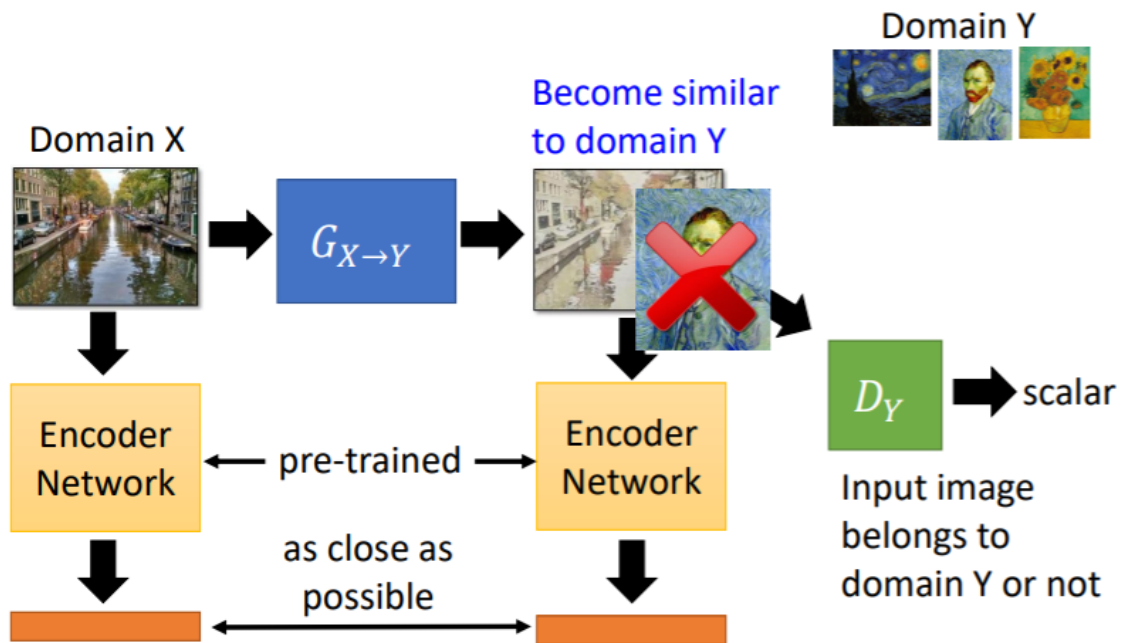 Domain Y
Become similar
to domain Y
Domain X
G_{X→Y}
D_Y
scalar
Encoder
Network
pre-trained
Encoder
Network
Input image
belongs to
domain Y or not
as close as
possible